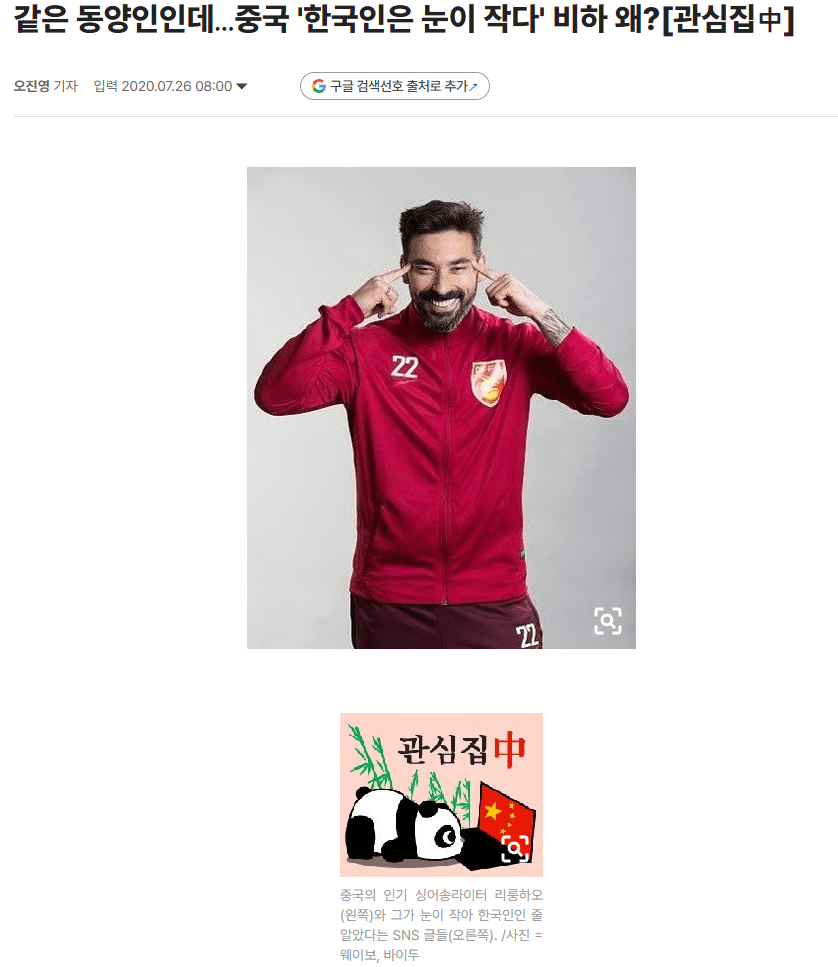 같은 동양인인데...중국 '한국인은 눈이 작다' 비하 왜?[관심집中]
오진영 기자 입력 2020.07.26 08:00
구글 검색선호 출처로 추가↗
22
22
관심집中
중국의 인기 싱어송라이터 리룽하오
(왼쪽)와 그가 눈이 작아 한국인인 줄
알았다는 SNS 글들(오른쪽). /사진 =
웨이보, 바이두